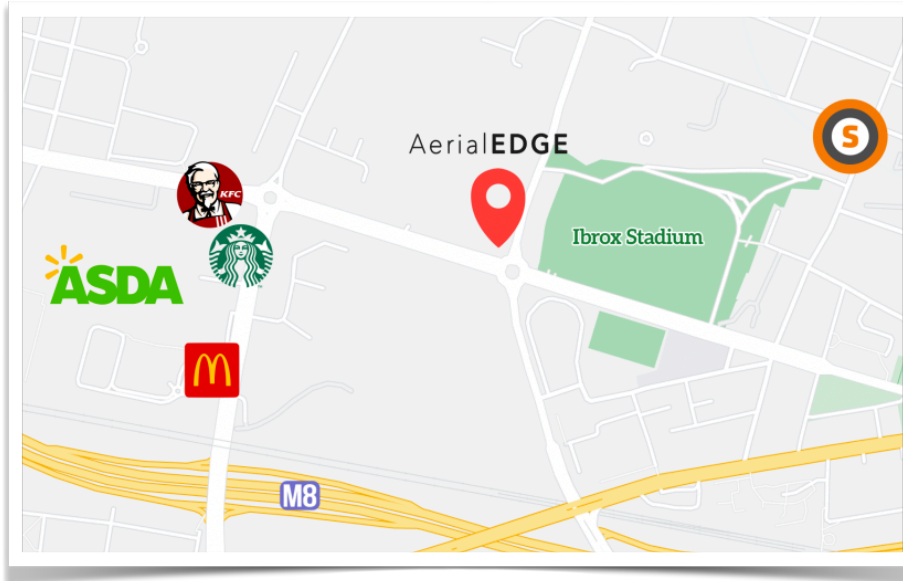 AerialEDGE
S
KFC
Ibrox Stadium
ASDA
M8